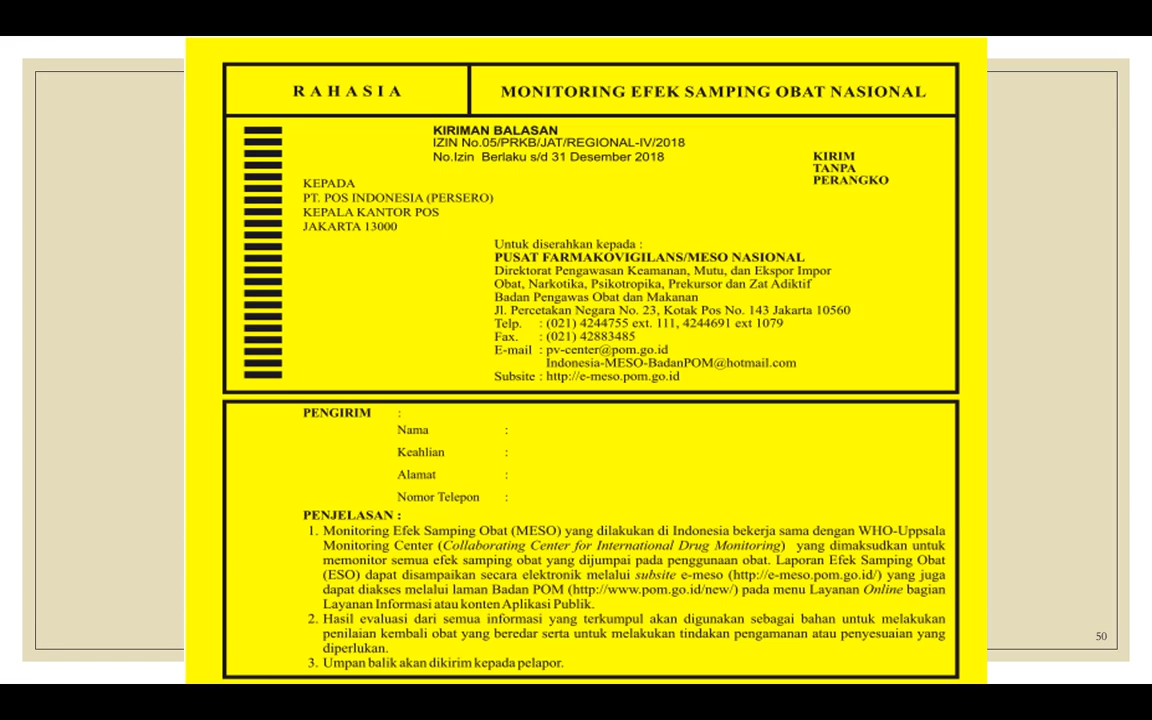 RAHASIA
MONITORING EFEK SAMPING OBAT NASIONAL
KIRIMAN BALASAN
IZIN No.05/PRKB/JAT/REGIONAL-IV/2018
No.Izin Berlaku s/d 31 Desember 2018
KIRIM
TANPA
PERANGKO
KEPADA
PT. POS INDONESIA (PERSERO)
KEPALA KANTOR POS
JAKARTA 13000
Untuk diserahkan kepada :
PUSAT FARMAKOVIGILANS/MESO NASIONAL
Direktorat Pengawasan Keamanan, Mutu, dan Ekspor Impor
Obat, Narkotika, Psikotropika, Prekursor dan Zat Adiktif
Badan Pengawas Obat dan Makanan
Jl. Percetakan Negara No. 23, Kotak Pos No. 143 Jakarta 10560
Telp. : (021) 4244755 ext. 111, 4244691 ext 1079
Fax. : (021) 42883485
E-mail : pv-center@pom.go.id
Indonesia-MESO-BadanPOM@hotmail.com
Subsite : http://e-meso.pom.go.id
PENGIRIM :
Nama :
Keahlian :
Alamat :
Nomor Telepon :
PENJELASAN :
1. Monitoring Efek Samping Obat (MESO) yang dilakukan di Indonesia bekerja sama dengan WHO-Uppsala
Monitoring Center (Collaborating Center for International Drug Monitoring) yang dimaksudkan untuk
memonitor semua efek samping obat yang dijumpai pada penggunaan obat. Laporan Efek Samping Obat
(ESO) dapat disampaikan secara elektronik melalui subsite e-meso (http://e-meso.pom.go.id/) yang juga
dapat diakses melalui laman Badan POM (http://www.pom.go.id/new/) pada menu Layanan Online bagian
Layanan Informasi atau konten Aplikasi Publik.
2. Hasil evaluasi dari semua informasi yang terkumpul akan digunakan sebagai bahan untuk melakukan
penilaian kembali obat yang beredar serta untuk melakukan tindakan pengamanan atau penyesuaian yang
diperlukan.
3. Umpan balik akan dikirim kepada pelapor.
50